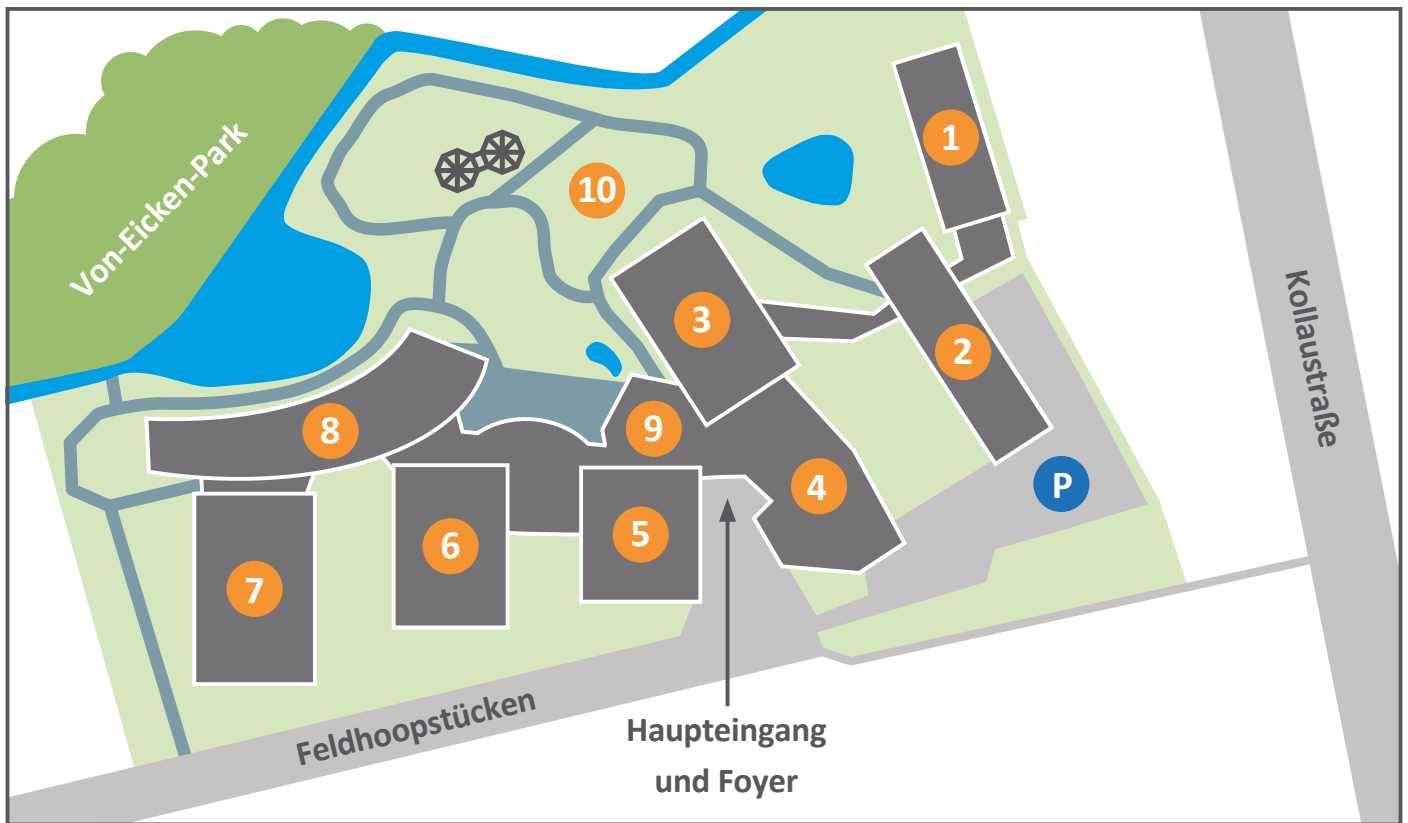 Von-Eicken-Park
1
10
3
2
Kollaustraße
8
9
4
P
6
5
7
Feldhoopstücken
Haupteingang
und Foyer